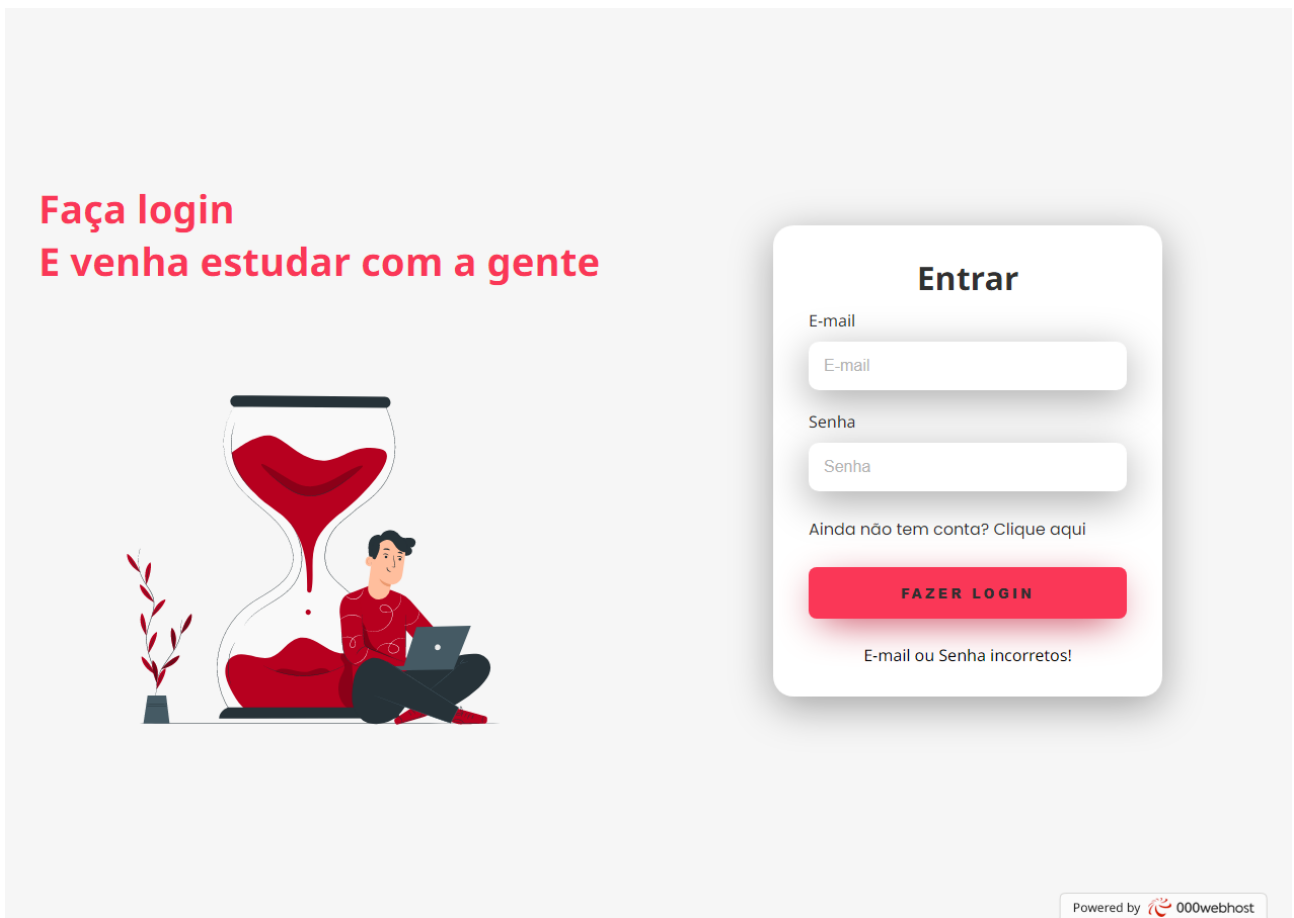 Faça login
E venha estudar com a gente
Entrar
E-mail
E-mail
Senha
Senha
Ainda não tem conta? Clique aqui
FAZER LOGIN
E-mail ou Senha incorretos!
Powered by 000webhost